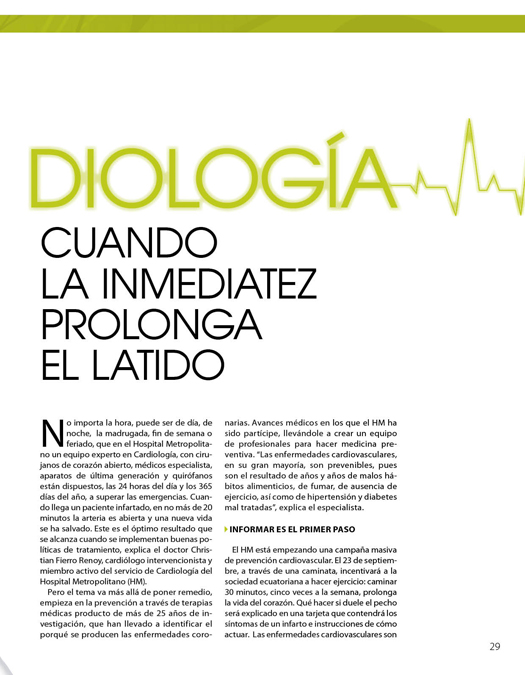 DIOLOGÍA
CUANDO
LA INMEDIATEZ
PROLONGA
EL LATIDO
No importa la hora, puede ser de día, de
noche, la madrugada, fin de semana o
feriado, que en el Hospital Metropolita-
no un equipo experto en Cardiología, con ciru-
janos de corazón abierto, médicos especialista,
aparatos de última generación y quirófanos
están dispuestos, las 24 horas del día y los 365
días del año, a superar las emergencias. Cuan-
do llega un paciente infartado, en no más de 20
minutos la arteria es abierta y una nueva vida
se ha salvado. Este es el óptimo resultado que
se alcanza cuando se implementan buenas po-
líticas de tratamiento, explica el doctor Chris-
tian Fierro Renoy, cardiólogo intervencionista y
miembro activo del servicio de Cardiología del
Hospital Metropolitano (HM).
Pero el tema va más allá de poner remedio,
empieza en la prevención a través de terapias
médicas producto de más de 25 años de in-
vestigación, que han llevado a identificar el
porqué se producen las enfermedades coro-
narias. Avances médicos en los que el HM ha
sido partícipe, llevándole a crear un equipo
de profesionales para hacer medicina pre-
ventiva. "Las enfermedades cardiovasculares,
en su gran mayoría, son prevenibles, pues
son el resultado de años y años de malos há-
bitos alimenticios, de fumar, de ausencia de
ejercicio, así como de hipertensión y diabetes
mal tratadas", explica el especialista.
INFORMAR ES EL PRIMER PASO
El HM está empezando una campaña masiva
de prevención cardiovascular. El 23 de septiem-
bre, a través de una caminata, incentivará a la
sociedad ecuatoriana a hacer ejercicio: caminar
30 minutos, cinco veces a la semana, prolonga
la vida del corazón. Qué hacer si duele el pecho
será explicado en una tarjeta que contendrá los
síntomas de un infarto e instrucciones de cómo
actuar. Las enfermedades cardiovasculares son
29